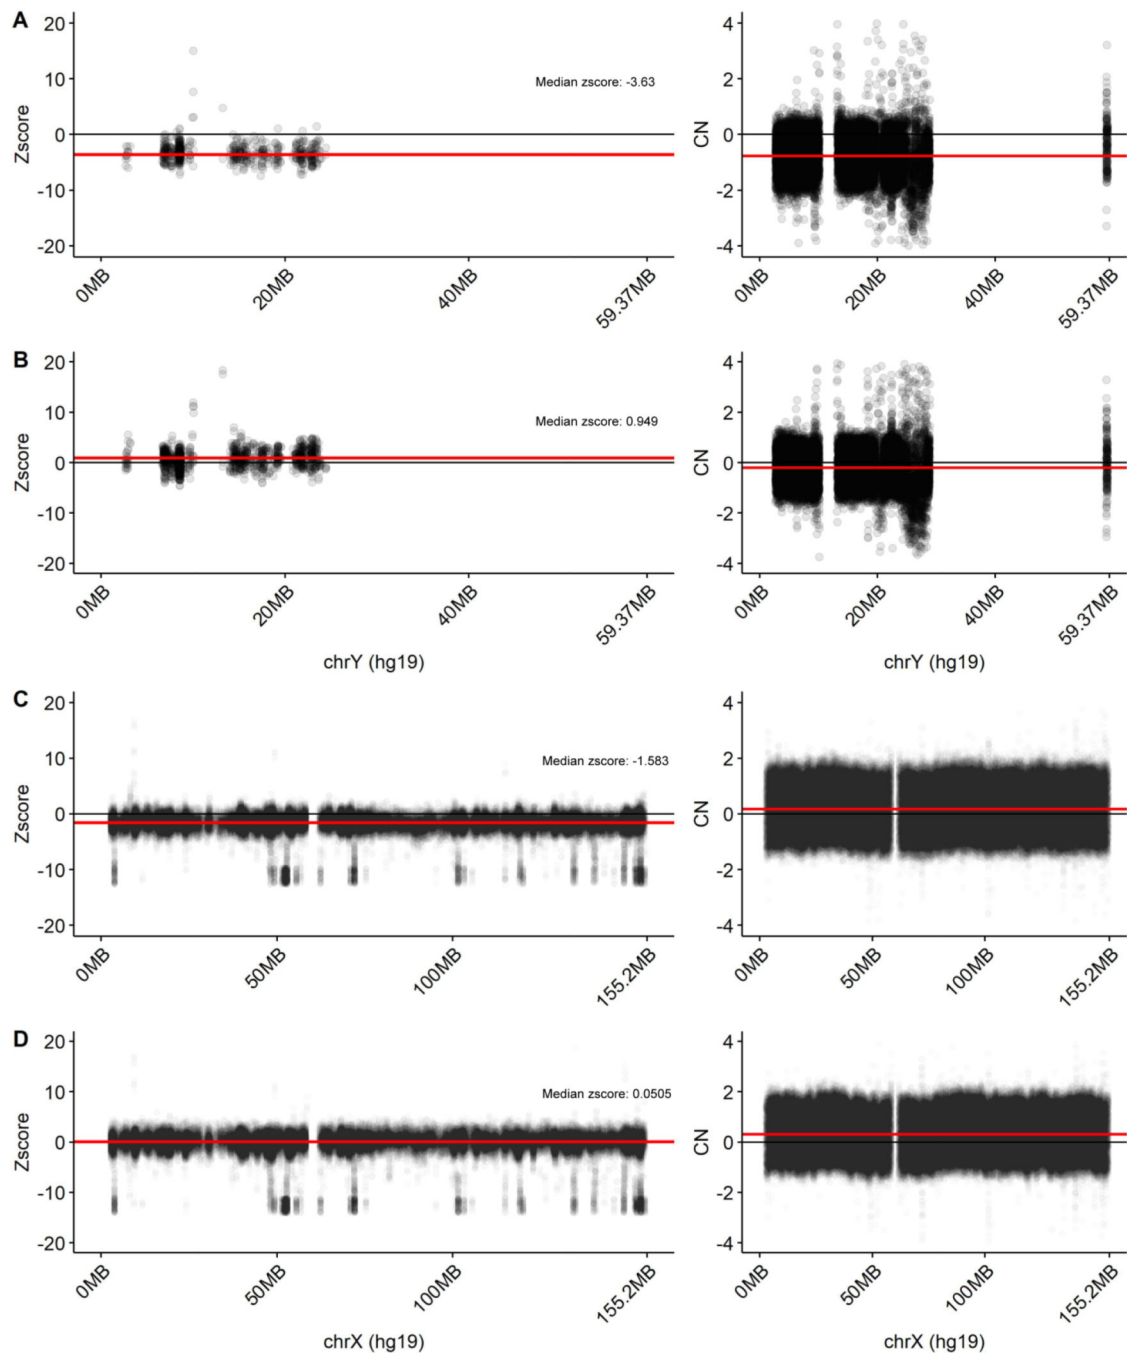 A
Zscore
20
10
0
-10
-20
Median zscore: -3.63
0MB
20MB
40MB
59.37MB
CN
4
2
0
-2
-4
0MB
20MB
40MB
59.37MB
B
Zscore
20
10
0
-10
-20
Median zscore: 0.949
0MB
20MB
40MB
59.37MB
chrY (hg19)
CN
4
2
0
-2
-4
0MB
20MB
40MB
59.37MB
chrY (hg19)
C
Zscore
20
10
0
-10
-20
Median zscore: -1.583
0MB
50MB
100MB
155.2MB
CN
4
2
0
-2
-4
0MB
50MB
100MB
155.2MB
D
Zscore
20
10
0
-10
-20
Median zscore: 0.0505
0MB
50MB
100MB
155.2MB
chrX (hg19)
CN
4
2
0
-2
-4
0MB
50MB
100MB
155.2MB
chrX (hg19)